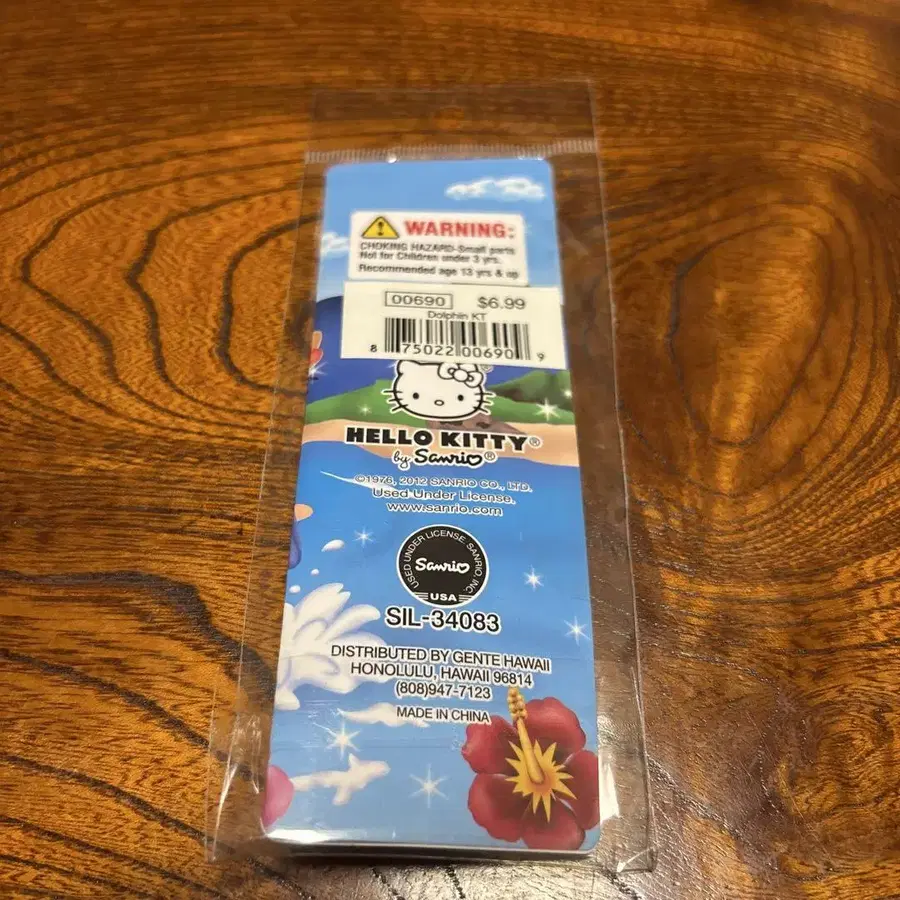 WARNING:
CHOKING HAZARD-Small parts
Not for Children under 3 yrs.
Recommended age 13 yrs & up
00690 $6.99
Dolphin KT
8 75022 00690 9
HELLO KITTY®
by Sanrio®
©1976, 2012 SANRIO CO., LTD.
Used Under License.
www.sanrio.com
USED UNDER LICENSE. SANRIO INC.
Sanrio
USA
SIL-34083
DISTRIBUTED BY GENTE HAWAII
HONOLULU, HAWAII 96814
(808)947-7123
MADE IN CHINA